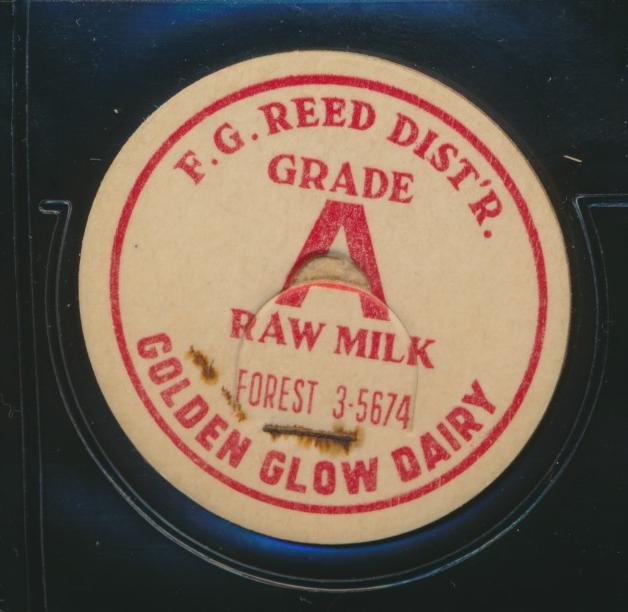 F.G. REED DIST'R.
GRADE
A
RAW MILK
FOREST 3-5674
GOLDEN GLOW DAIRY